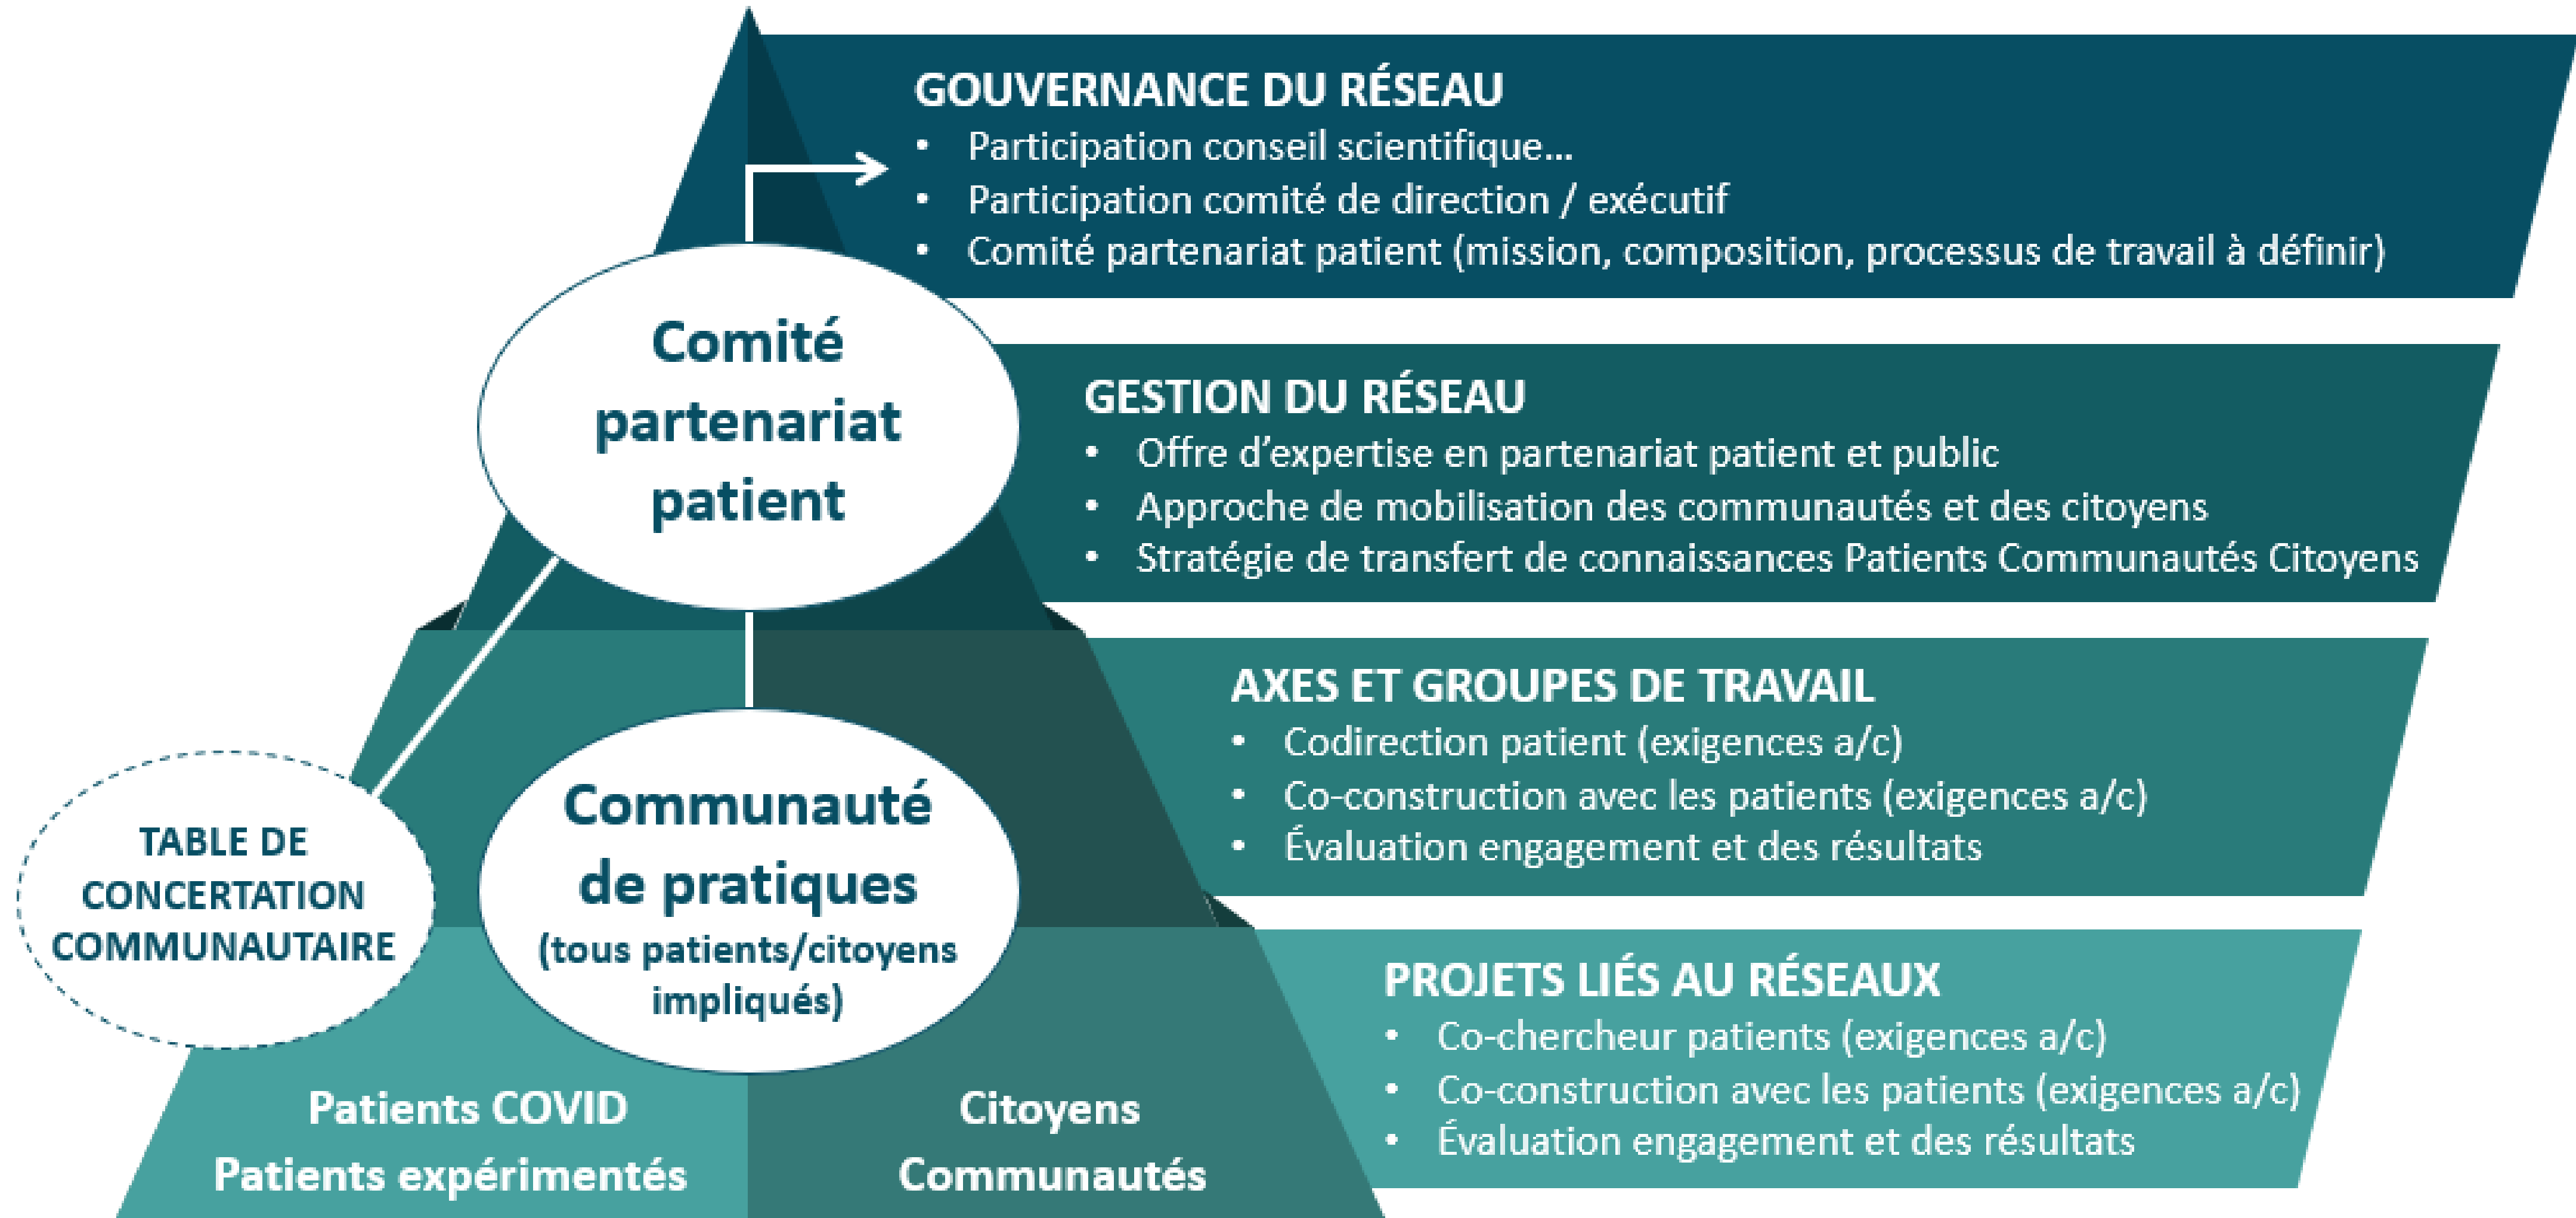 GOUVERNANCE DU RÉSEAU
• Participation conseil scientifique...
• Participation comité de direction / exécutif
• Comité partenariat patient (mission, composition, processus de travail à définir)
Comité
partenariat
patient
GESTION DU RÉSEAU
• Offre d’expertise en partenariat patient et public
• Approche de mobilisation des communautés et des citoyens
• Stratégie de transfert de connaissances Patients Communautés Citoyens
AXES ET GROUPES DE TRAVAIL
• Codirection patient (exigences a/c)
• Co-construction avec les patients (exigences a/c)
• Évaluation engagement et des résultats
TABLE DE
CONCERTATION
COMMUNAUTAIRE
Communauté
de pratiques
(tous patients/citoyens
impliqués)
PROJETS LIÉS AU RÉSEAUX
• Co-chercheur patients (exigences a/c)
• Co-construction avec les patients (exigences a/c)
• Évaluation engagement et des résultats
Patients COVID
Patients expérimentés
Citoyens
Communautés